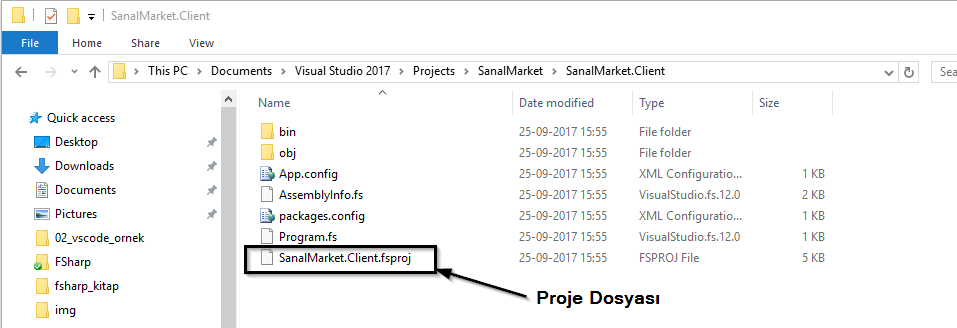 SanalMarket.Client
File Home Share View
This PC Documents Visual Studio 2017 Projects SanalMarket SanalMarket.Client Sea
Name Date modified Type Size
Quick access
Desktop
Downloads
Documents
Pictures
02_vscode_ornek
FSharp
fsharp_kitap
img
bin 25-09-2017 15:55 File folder
obj 25-09-2017 15:55 File folder
App.config 25-09-2017 15:55 XML Configuratio... 1 KB
AssemblyInfo.fs 25-09-2017 15:55 VisualStudio.fs.12.0 2 KB
packages.config 25-09-2017 15:55 XML Configuratio... 1 KB
Program.fs 25-09-2017 15:55 VisualStudio.fs.12.0 1 KB
SanalMarket.Client.fsproj 25-09-2017 15:55 FSPROJ File 5 KB
Proje Dosyası